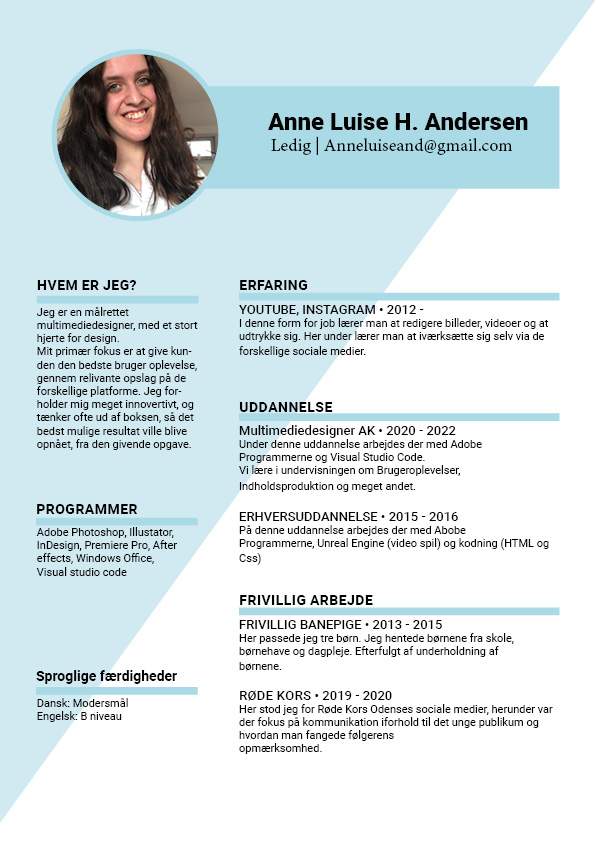 Anne Luise H. Andersen
Ledig | Anneluiseand@gmail.com
HVEM ER JEG?
Jeg er en målrettet
multimediedesigner, med et stort
hjerte for design.
Mit primær fokus er at give kun-
den den bedste bruger oplevelse,
gennem relivante opslag på de
forskellige platforme. Jeg for-
holder mig meget innovertivt, og
tænker ofte ud af boksen, så det
bedst mulige resultat ville blive
opnået, fra den givende opgave.
PROGRAMMER
Adobe Photoshop, Illustator,
InDesign, Premiere Pro, After
effects, Windows Office,
Visual studio code
Sproglige færdigheder
Dansk: Modersmål
Engelsk: B niveau
ERFARING
YOUTUBE, INSTAGRAM • 2012 -
I denne form for job lærer man at redigere billeder, videoer og at
udtrykke sig. Her under lærer man at iværksætte sig selv via de
forskellige sociale medier.
UDDANNELSE
Multimediedesigner AK • 2020 - 2022
Under denne uddannelse arbejdes der med Adobe
Programmerne og Visual Studio Code.
Vi lære i undervisningen om Brugeroplevelser,
Indholdsproduktion og meget andet.
ERHVERSUDDANNELSE • 2015 - 2016
På denne uddannelse arbejdes der med Abobe
Programmerne, Unreal Engine (video spil) og kodning (HTML og
Css)
FRIVILLIG ARBEJDE
FRIVILLIG BANEPIGE • 2013 - 2015
Her passede jeg tre børn. Jeg hentede børnene fra skole,
børnehave og dagpleje. Efterfulgt af underholdning af
børnene.
RØDE KORS • 2019 - 2020
Her stod jeg for Røde Kors Odenses sociale medier, herunder var
der fokus på kommunikation iforhold til det unge publikum og
hvordan man fangede følgerens
opmærksomhed.